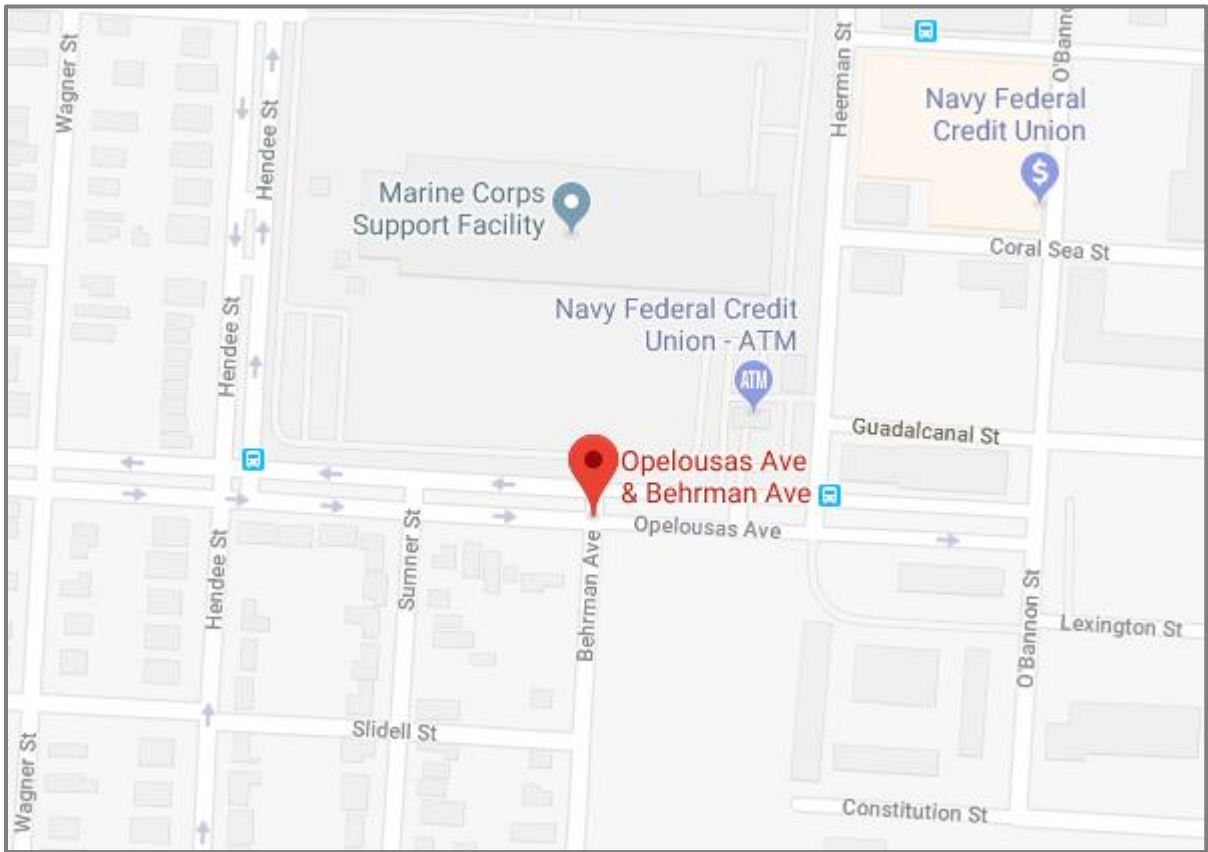 Wagner St
Hendee St
Heerman St
O'Bannon
Navy Federal
Credit Union
$
Marine Corps
Support Facility
Coral Sea St
Navy Federal Credit
Union - ATM
ATM
Hendee St
Guadalcanal St
Opelousas Ave
& Behrman Ave
Opelousas Ave
Hendee St
Sumner St
Behrman Ave
O'Bannon St
Lexington St
Slidell St
Wagner St
Constitution St